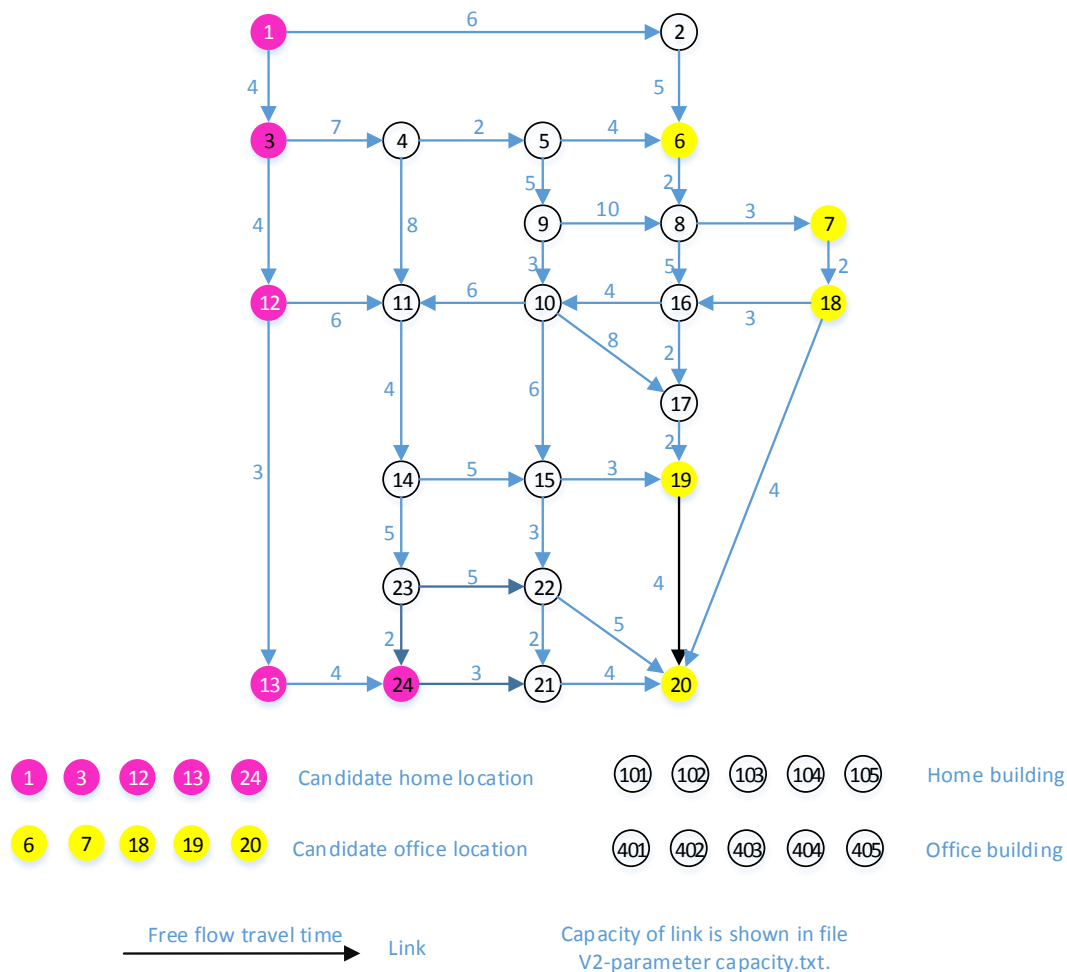 6
1 2
4 5
7 2 4
3 4 5 6
5 2
10 3
4 8 9 8 7
3 5 2
6 4
12 11 10 16 18
6 3
8 2
4 6 17
2
3 5 3 4
14 15 19
5 3
5 4
23 22
2 2 5
4 3 4
13 24 21 20
1 3 12 13 24 Candidate home location 101 102 103 104 105 Home building
6 7 18 19 20 Candidate office location 401 402 403 404 405 Office building
Free flow travel time Link Capacity of link is shown in file
V2-parameter capacity.txt.